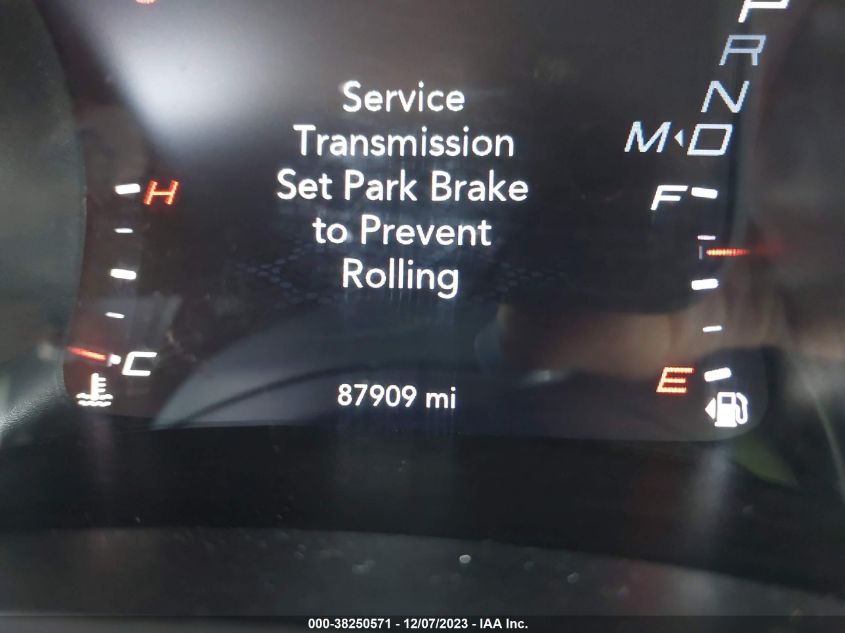 P
R
N
M D
Service
Transmission
Set Park Brake
to Prevent
Rolling
H
F
C
E
87909 mi
000-38250571 - 12/07/2023 - IAA Inc.